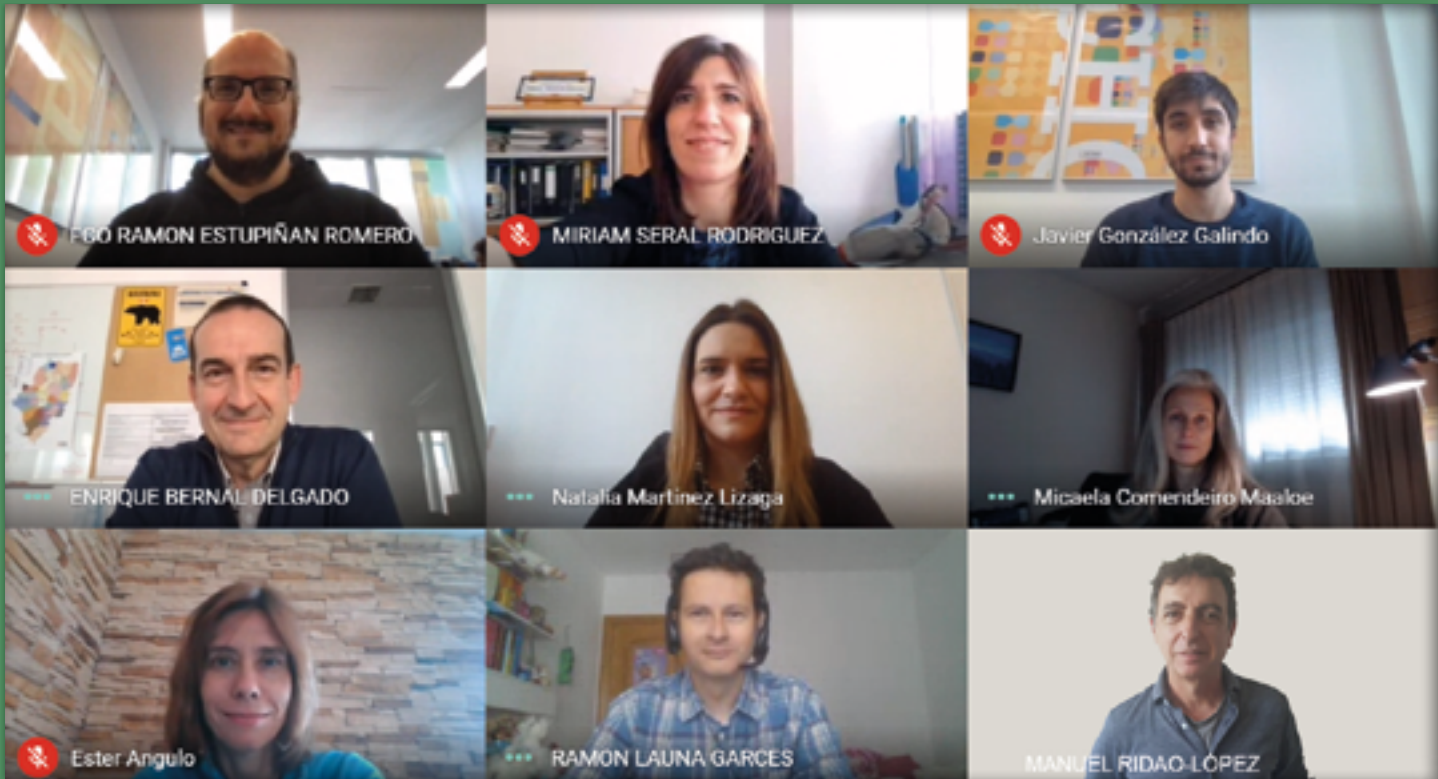 FCO RAMON ESTUPIÑAN ROMERO
MIRIAM SERAL RODRIGUEZ
Javier González Galindo
ENRIQUE BERNAL DELGADO
Natalia Martinez Lizaga
Micaela Comendeiro Maaloe
Ester Angulo
RAMON LAUNA GARCES
MANUEL RIDAO-LÓPEZ